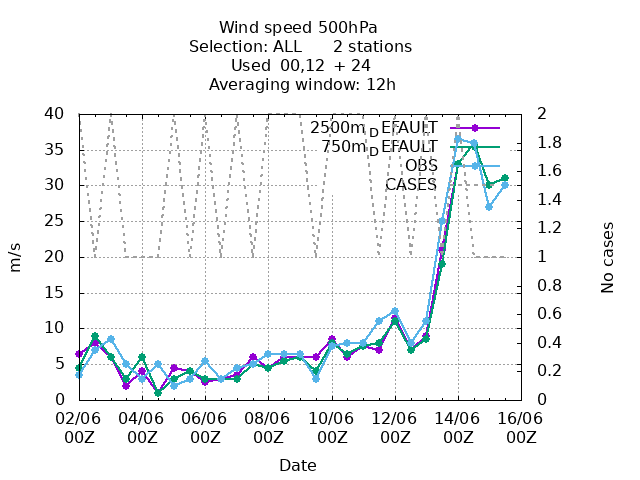 Wind speed 500hPa
Selection: ALL 2 stations
Used 00,12 + 24
Averaging window: 12h
40
35
30
25
20
15
10
5
0
m/s
2
1.8
1.6
1.4
1.2
1
0.8
0.6
0.4
0.2
0
No cases
2500mDEFAULT
750mDEFAULT
OBS
CASES
02/06 04/06 06/06 08/06 10/06 12/06 14/06 16/06
00Z 00Z 00Z 00Z 00Z 00Z 00Z 00Z
Date